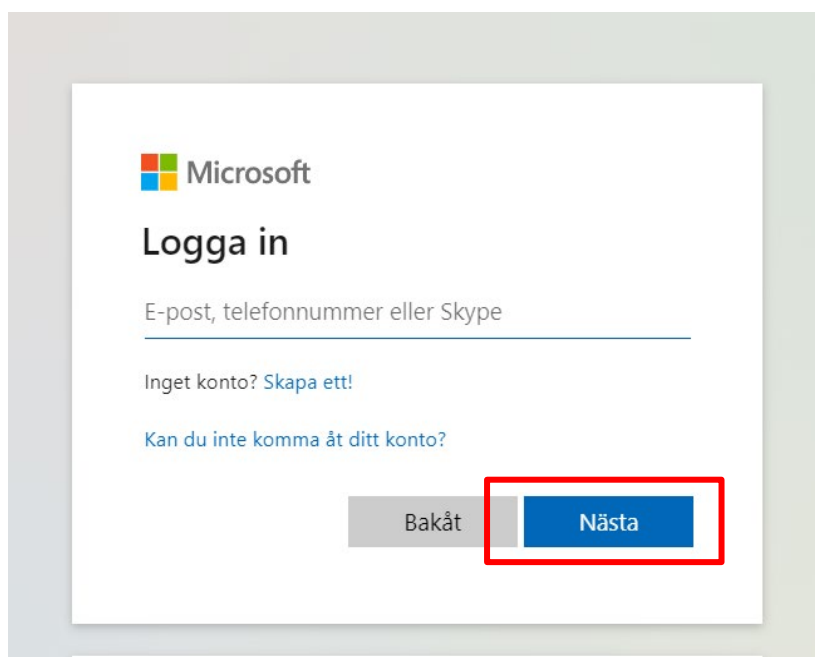 Microsoft
Logga in
E-post, telefonnummer eller Skype
Inget konto? Skapa ett!
Kan du inte komma åt ditt konto?
Bakåt Nästa